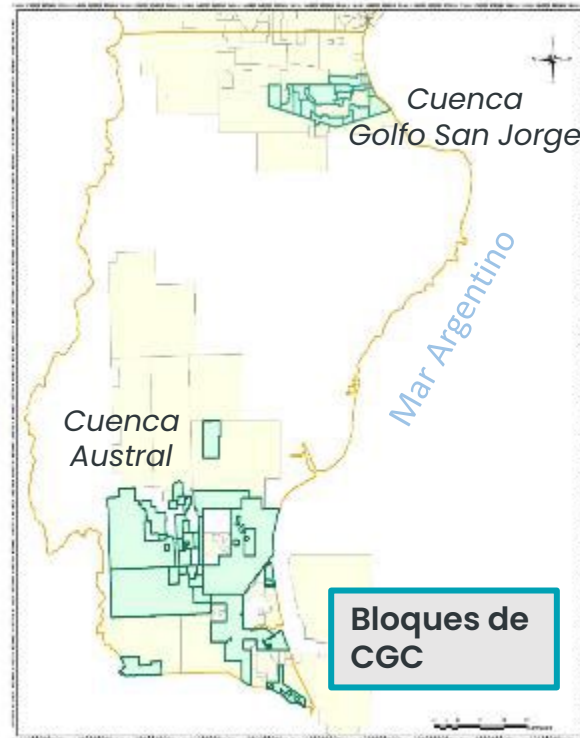 Cuenca
Golfo San Jorge
Mar Argentino
Cuenca
Austral
Bloques de
CGC